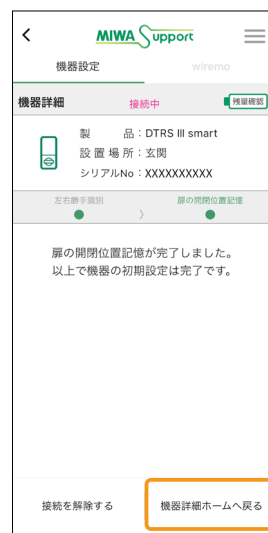 MIWA Support
機器設定 wiremo
機器詳細 接続中 残量確認
製品：DTRS III smart
設置場所：玄関
シリアルNo：XXXXXXXXXX
左右勝手識別 扉の開閉位置記憶
扉の開閉位置記憶が完了しました。
以上で機器の初期設定は完了です。
接続を解除する 機器詳細ホームへ戻る